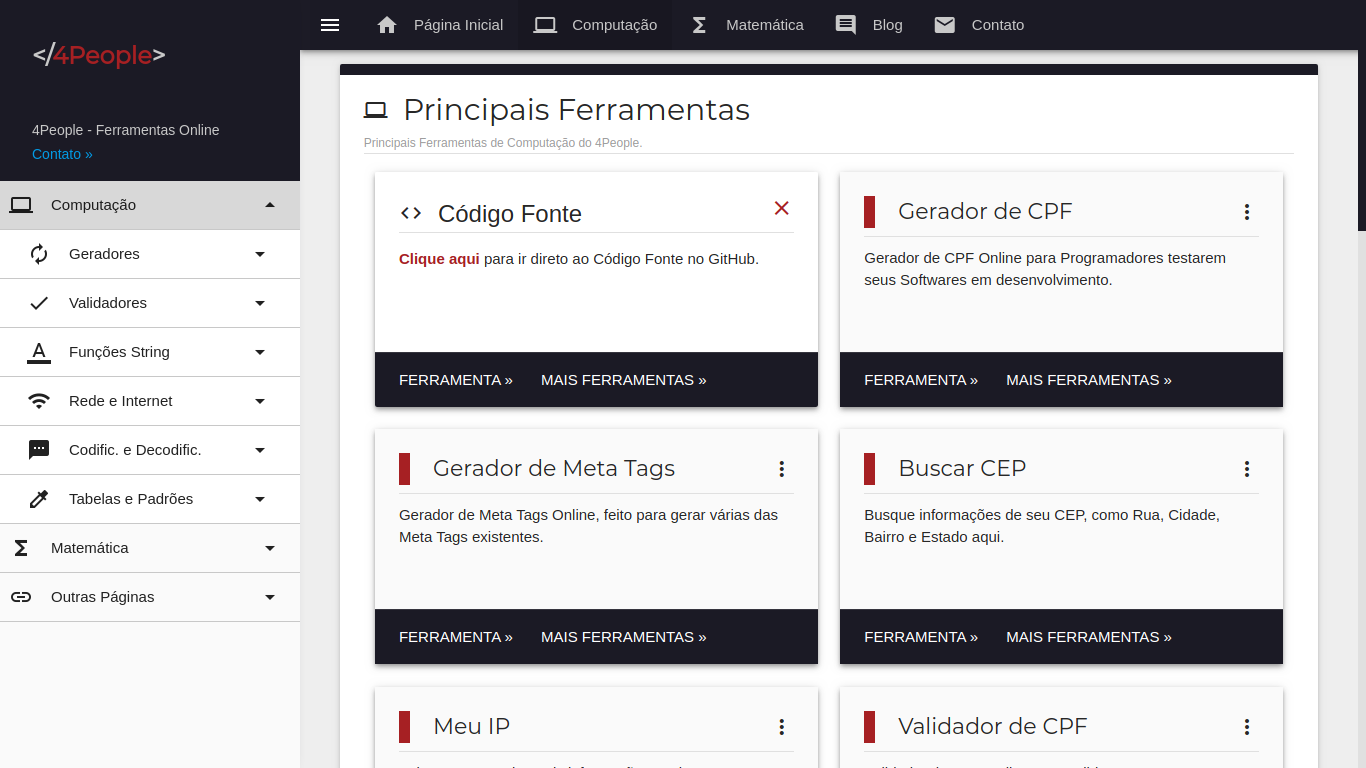 </4People>
4People - Ferramentas Online
Contato »
Computação
Geradores
Validadores
Funções String
Rede e Internet
Codific. e Decodific.
Tabelas e Padrões
Matemática
Outras Páginas
Página Inicial
Computação
Matemática
Blog
Contato
Principais Ferramentas
Principais Ferramentas de Computação do 4People.
Código Fonte
Clique aqui para ir direto ao Código Fonte no GitHub.
FERRAMENTA » MAIS FERRAMENTAS »
Gerador de CPF
Gerador de CPF Online para Programadores testarem
seus Softwares em desenvolvimento.
FERRAMENTA » MAIS FERRAMENTAS »
Gerador de Meta Tags
Gerador de Meta Tags Online, feito para gerar várias das
Meta Tags existentes.
FERRAMENTA » MAIS FERRAMENTAS »
Buscar CEP
Busque informações de seu CEP, como Rua, Cidade,
Bairro e Estado aqui.
FERRAMENTA » MAIS FERRAMENTAS »
Meu IP
Validador de CPF